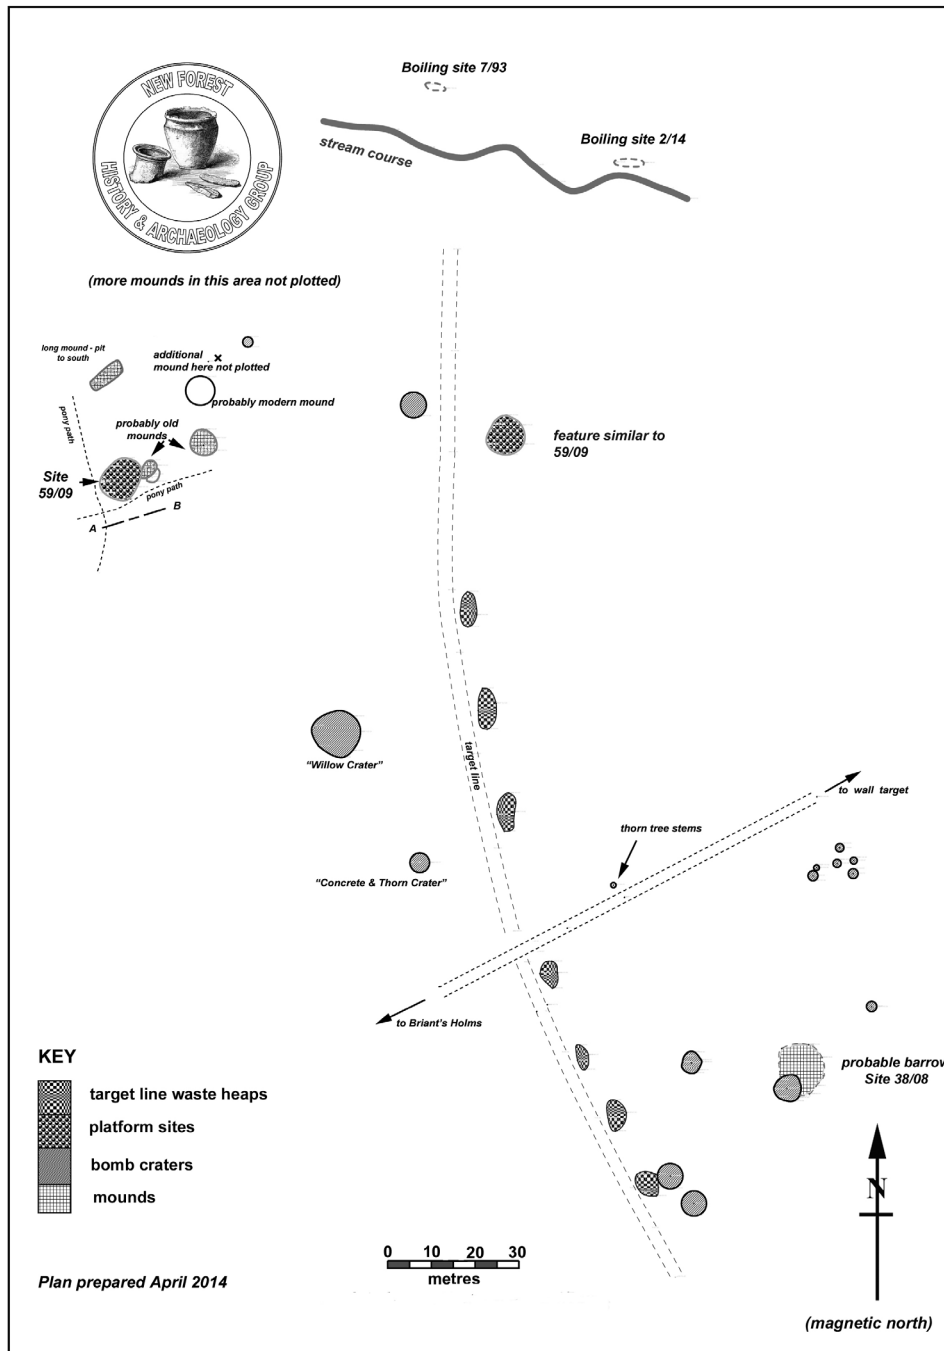 NEW FOREST
HISTORY & ARCHAEOLOGY GROUP
Boiling site 7/93
Boiling site 2/14
stream course
(more mounds in this area not plotted)
long mound - pit
to south
additional
mound here not plotted
probably modern mound
pony path
probably old
mounds
Site
59/09
pony path
A
B
feature similar to
59/09
target line
"Willow Crater"
to wall target
thorn tree stems
"Concrete & Thorn Crater"
to Briant's Holms
probable barrow
Site 38/08
KEY
target line waste heaps
platform sites
bomb craters
mounds
0 10 20 30
metres
Plan prepared April 2014
N
(magnetic north)